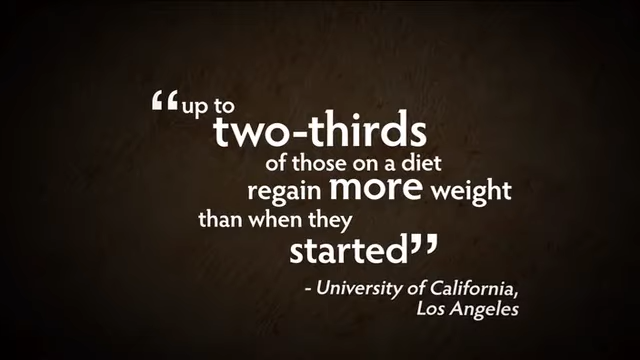 “up to
two-thirds
of those on a diet
regain more weight
than when they
started”
- University of California,
Los Angeles